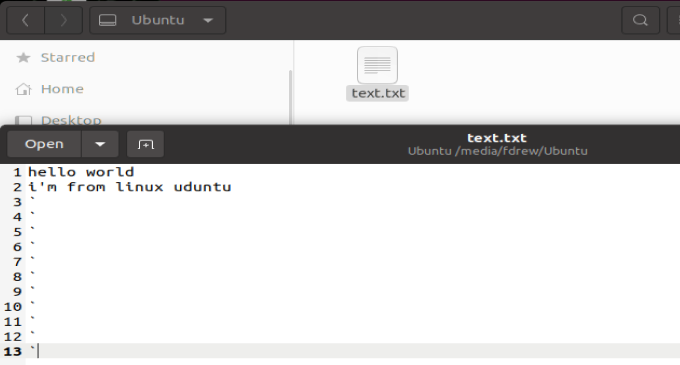 Ubuntu
Starred
Home
Desktop
text.txt
Open
text.txt
Ubuntu /media/fdrew/Ubuntu
1 hello world
2 i'm from linux uduntu
3 `
4 `
5 `
6 `
7 `
8 `
9 `
10 `
11 `
12 `
13 `